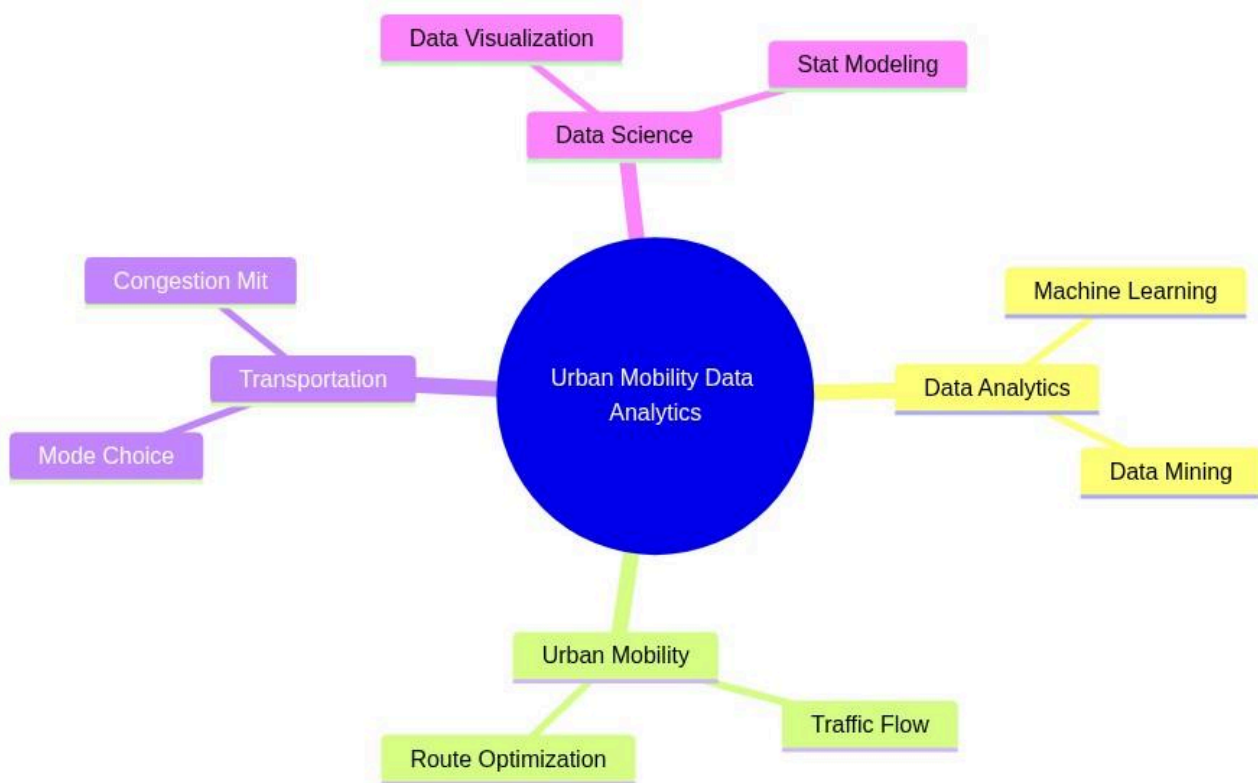 Data Visualization
Stat Modeling
Data Science
Congestion Mit
Machine Learning
Transportation
Urban Mobility Data
Analytics
Data Analytics
Mode Choice
Data Mining
Urban Mobility
Traffic Flow
Route Optimization